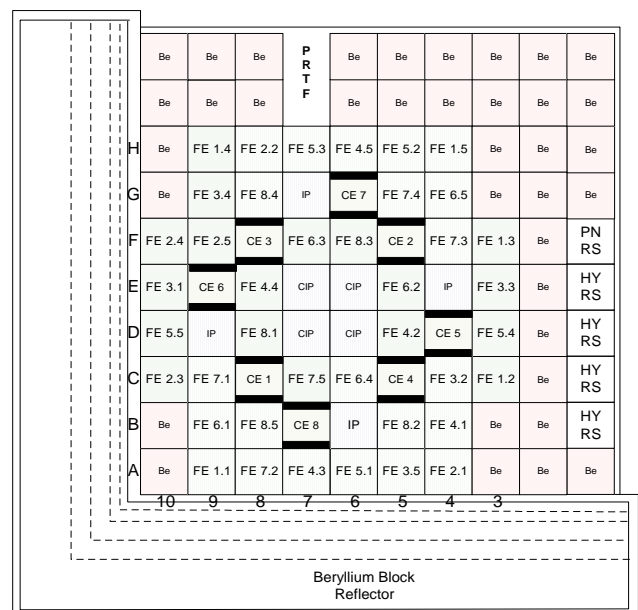 Be Be Be P R T F Be Be Be Be Be Be
Be Be Be Be Be Be Be Be Be
H Be FE 1.4 FE 2.2 FE 5.3 FE 4.5 FE 5.2 FE 1.5 Be Be Be
G Be FE 3.4 FE 8.4 IP CE 7 FE 7.4 FE 6.5 Be Be Be
F FE 2.4 FE 2.5 CE 3 FE 6.3 FE 8.3 CE 2 FE 7.3 FE 1.3 Be PN RS
E FE 3.1 CE 6 FE 4.4 CIP CIP FE 6.2 IP FE 3.3 Be HY RS
D FE 5.5 IP FE 8.1 CIP CIP FE 4.2 CE 5 FE 5.4 Be HY RS
C FE 2.3 FE 7.1 CE 1 FE 7.5 FE 6.4 CE 4 FE 3.2 FE 1.2 Be HY RS
B Be FE 6.1 FE 8.5 CE 8 IP FE 8.2 FE 4.1 Be Be HY RS
A Be FE 1.1 FE 7.2 FE 4.3 FE 5.1 FE 3.5 FE 2.1 Be Be Be
10 9 8 7 6 5 4 3
Beryllium Block
Reflector